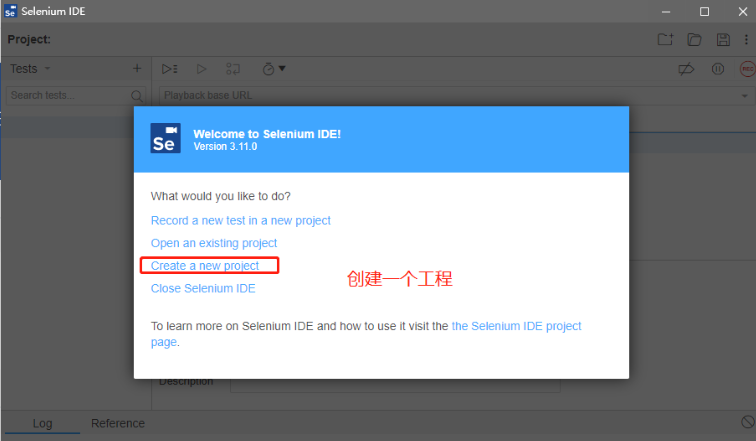 Se Selenium IDE
Project:
Tests
Search tests...
Playback base URL
REC
Se
Welcome to Selenium IDE!
Version 3.11.0
What would you like to do?
Record a new test in a new project
Open an existing project
Create a new project
创建一个工程
Close Selenium IDE
To learn more on Selenium IDE and how to use it visit the the Selenium IDE project
page.
Description
Log Reference